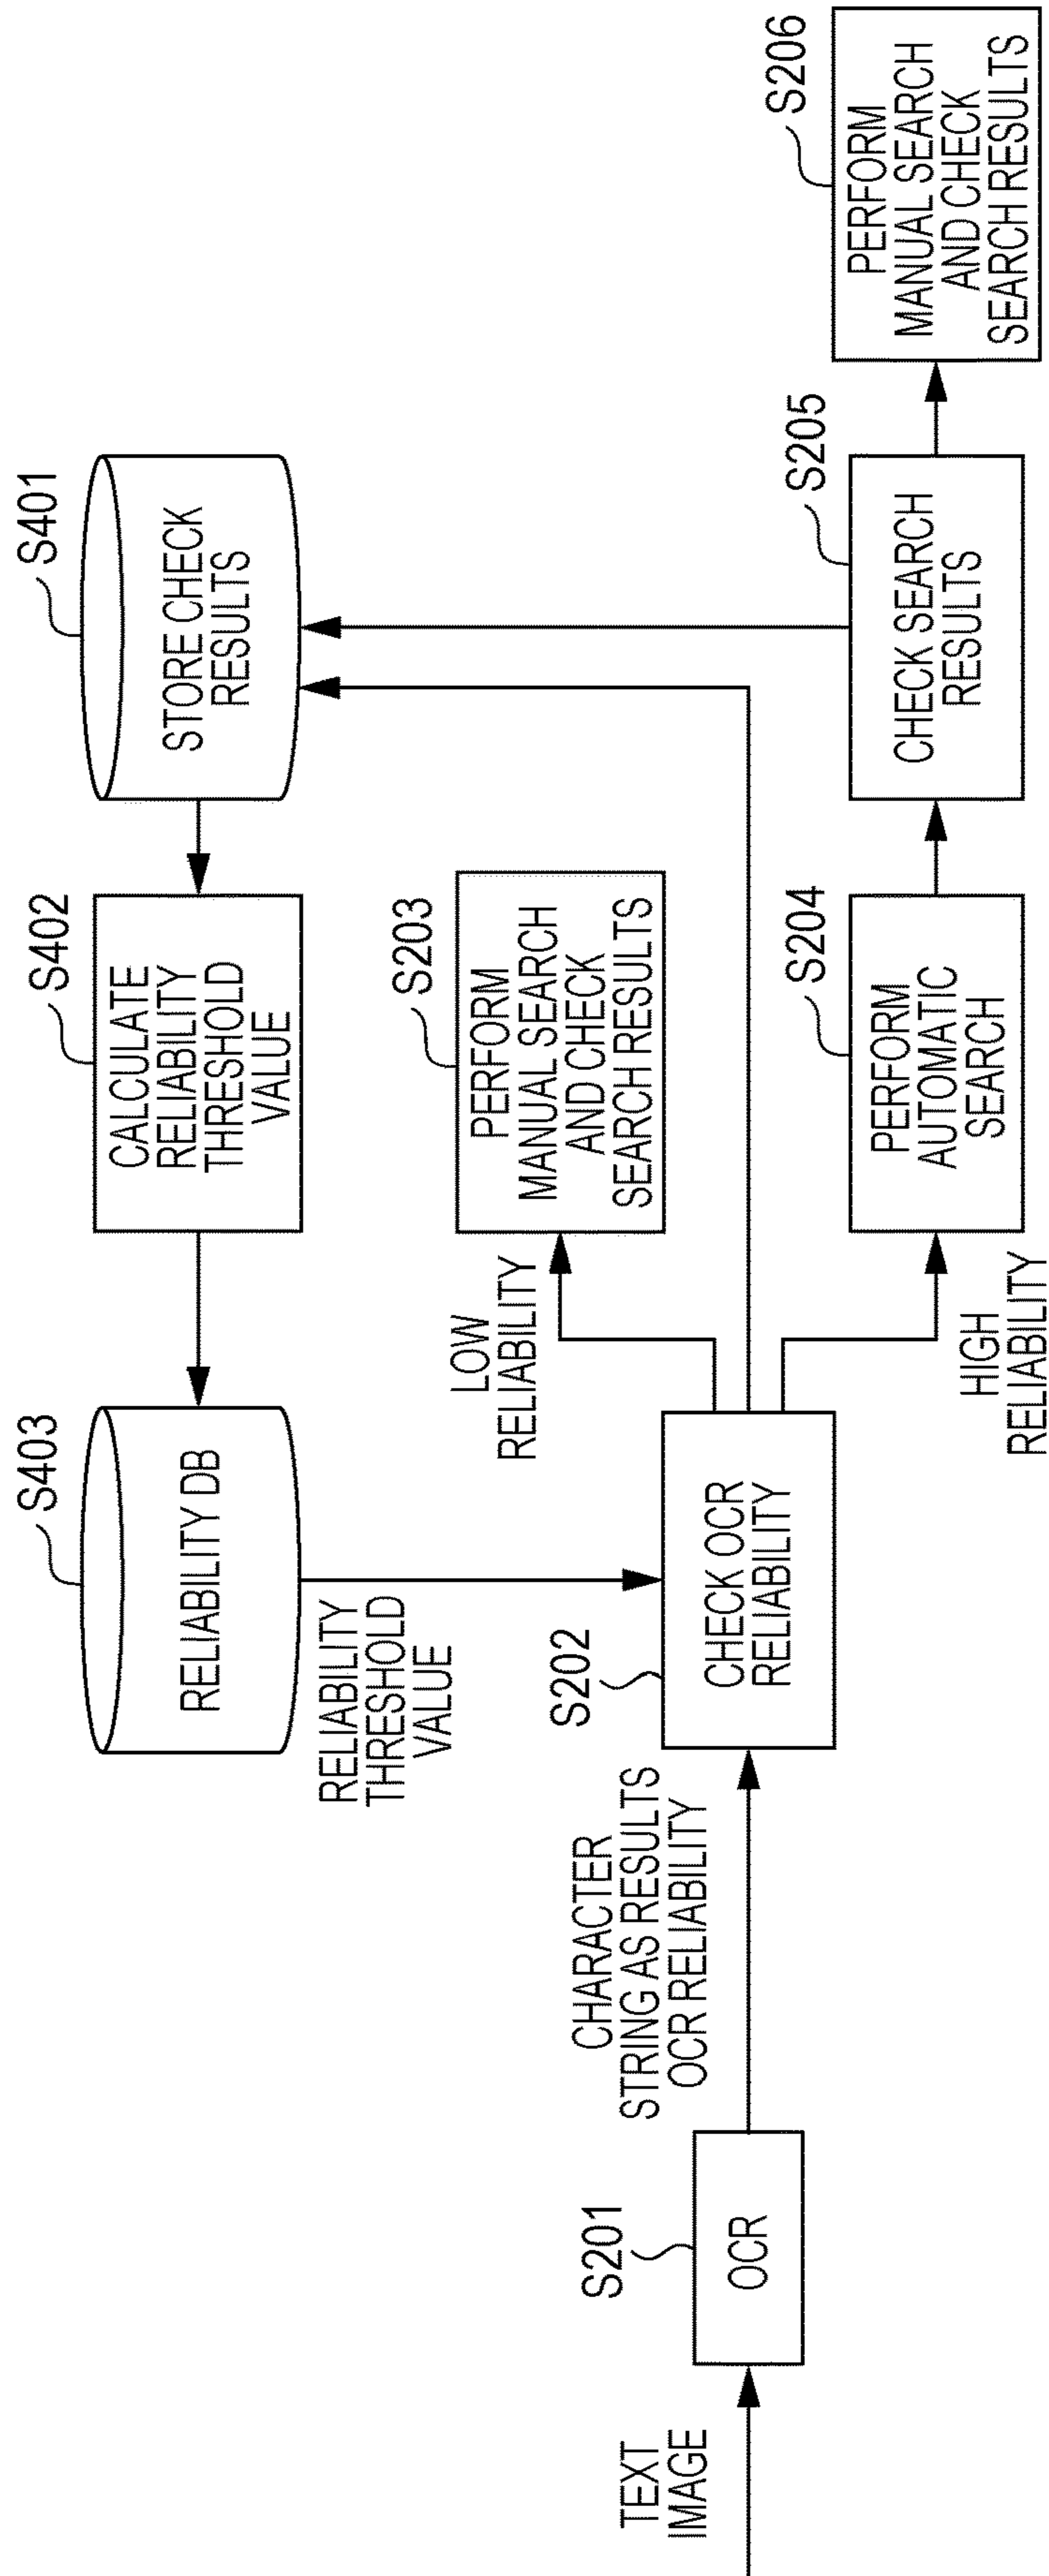 TEXT
IMAGE
S201
OCR
CHARACTER
STRING AS RESULTS
OCR RELIABILITY
S202
CHECK OCR
RELIABILITY
S403
RELIABILITY DB
RELIABILITY
THRESHOLD
VALUE
S402
CALCULATE
RELIABILITY
THRESHOLD
VALUE
S401
STORE CHECK
RESULTS
LOW
RELIABILITY
S203
PERFORM
MANUAL SEARCH
AND CHECK
SEARCH RESULTS
HIGH
RELIABILITY
S204
PERFORM
AUTOMATIC
SEARCH
S205
CHECK SEARCH
RESULTS
S206
PERFORM
MANUAL SEARCH
AND CHECK
SEARCH RESULTS